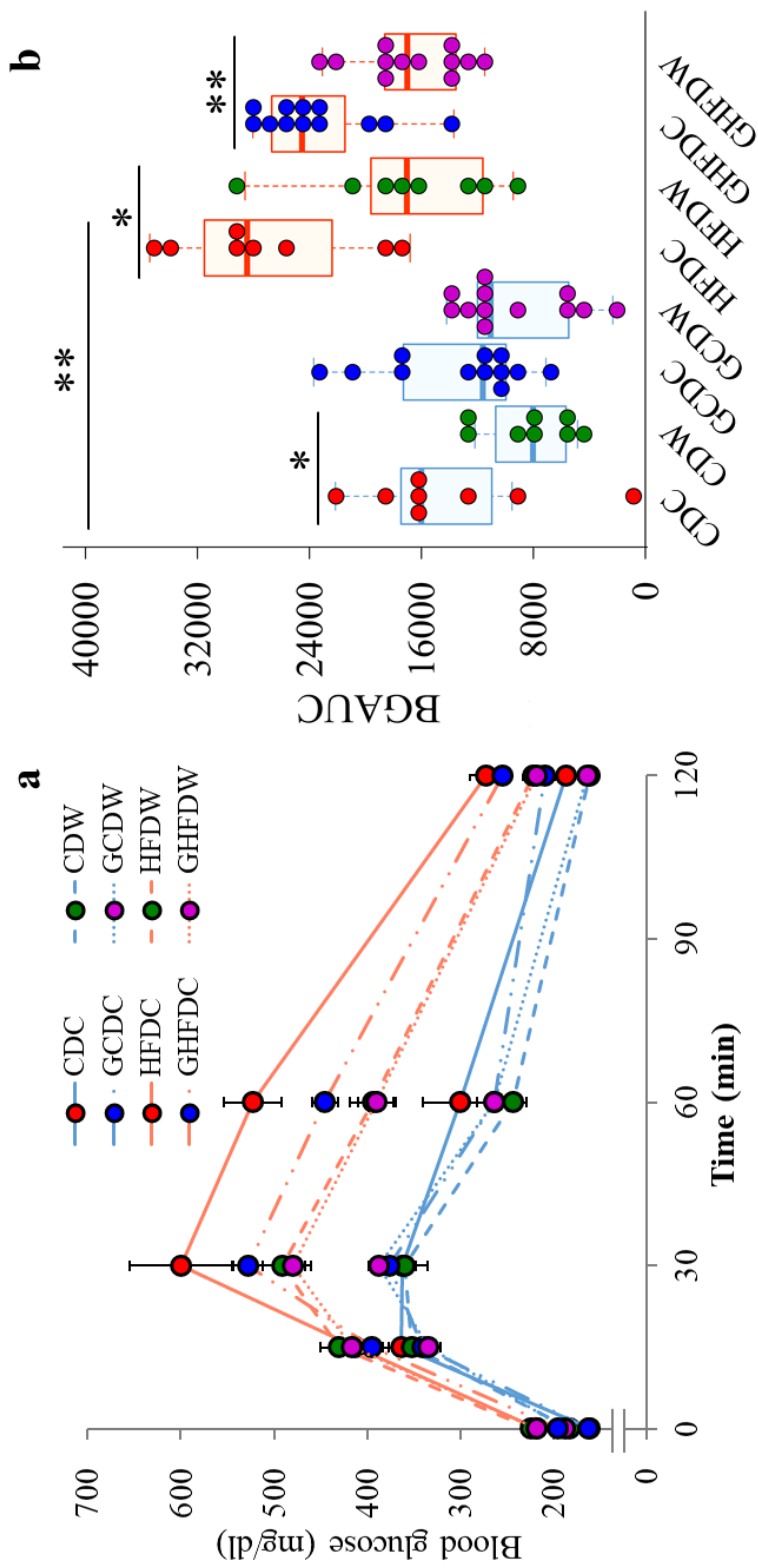 a
CDC CDW
GCDC GCDW
HFDC HFDW
GHFDC GHFDW
Blood glucose (mg/dl)
700
600
500
400
300
200
0
0 30 60 90 120
Time (min)
b
BGAUC
40000
32000
24000
16000
8000
0
**
*
*
**
CDC CDW GCDC GCDW HFDC HFDW GHFDC GHFDW